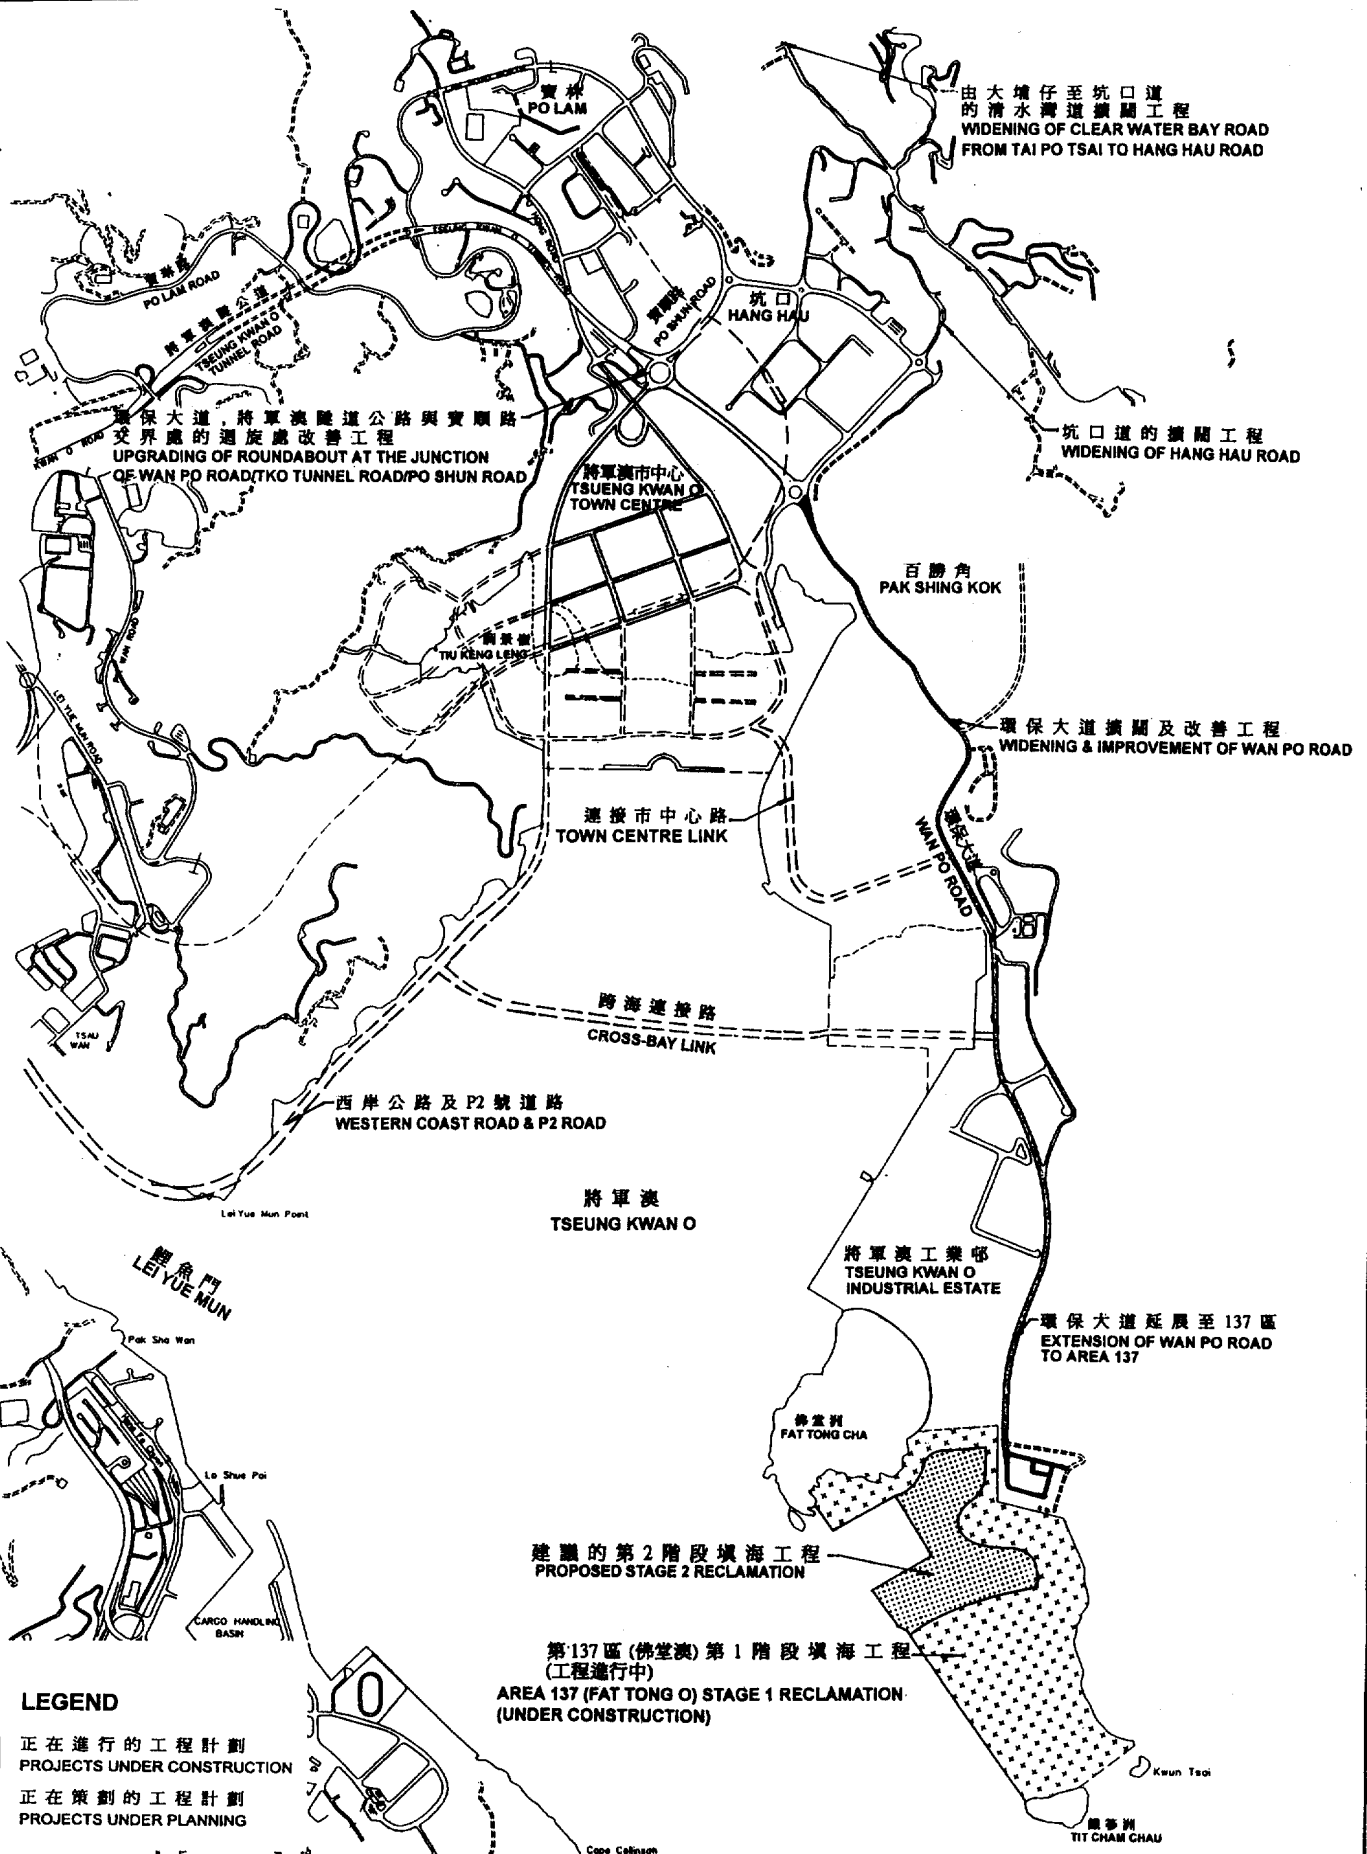 寶林
PO LAM
由大埔仔至坑口道
的清水灣道擴闊工程
WIDENING OF CLEAR WATER BAY ROAD
FROM TAI PO TSAI TO HANG HAU ROAD
寶林路
PO LAM ROAD
將軍澳隧道公路
TSEUNG KWAN O
TUNNEL ROAD
寶順路
PO SHUN ROAD
坑口
HANG HAU
環保大道,將軍澳隧道公路與寶順路
交界處的迴旋處改善工程
UPGRADING OF ROUNDABOUT AT THE JUNCTION
OF WAN PO ROAD/TKO TUNNEL ROAD/PO SHUN ROAD
坑口道的擴闊工程
WIDENING OF HANG HAU ROAD
將軍澳市中心
TSUENG KWAN O
TOWN CENTRE
百勝角
PAK SHING KOK
調景嶺
TIU KENG LENG
LEI YUE MUN ROAD
環保大道擴闊及改善工程
WIDENING & IMPROVEMENT OF WAN PO ROAD
連接市中心路
TOWN CENTRE LINK
環保大道
WAN PO ROAD
跨海連接路
CROSS-BAY LINK
TSAU
WAN
西岸公路及P2號道路
WESTERN COAST ROAD & P2 ROAD
Lei Yue Mun Point
將軍澳
TSEUNG KWAN O
鯉魚門
LEI YUE MUN
將軍澳工業邨
TSEUNG KWAN O
INDUSTRIAL ESTATE
Pak Sha Wan
環保大道延展至137區
EXTENSION OF WAN PO ROAD
TO AREA 137
佛堂洲
FAT TONG CHA
Lo Shue Pai
建議的第2階段填海工程
PROPOSED STAGE 2 RECLAMATION
CARGO HANDLING
BASIN
第137區(佛堂澳)第1階段填海工程
(工程進行中)
AREA 137 (FAT TONG O) STAGE 1 RECLAMATION
(UNDER CONSTRUCTION)
LEGEND
正在進行的工程計劃
PROJECTS UNDER CONSTRUCTION
正在策劃的工程計劃
PROJECTS UNDER PLANNING
Kwun Tsai
鐵篸洲
TIT CHAM CHAU
Cape Collinson